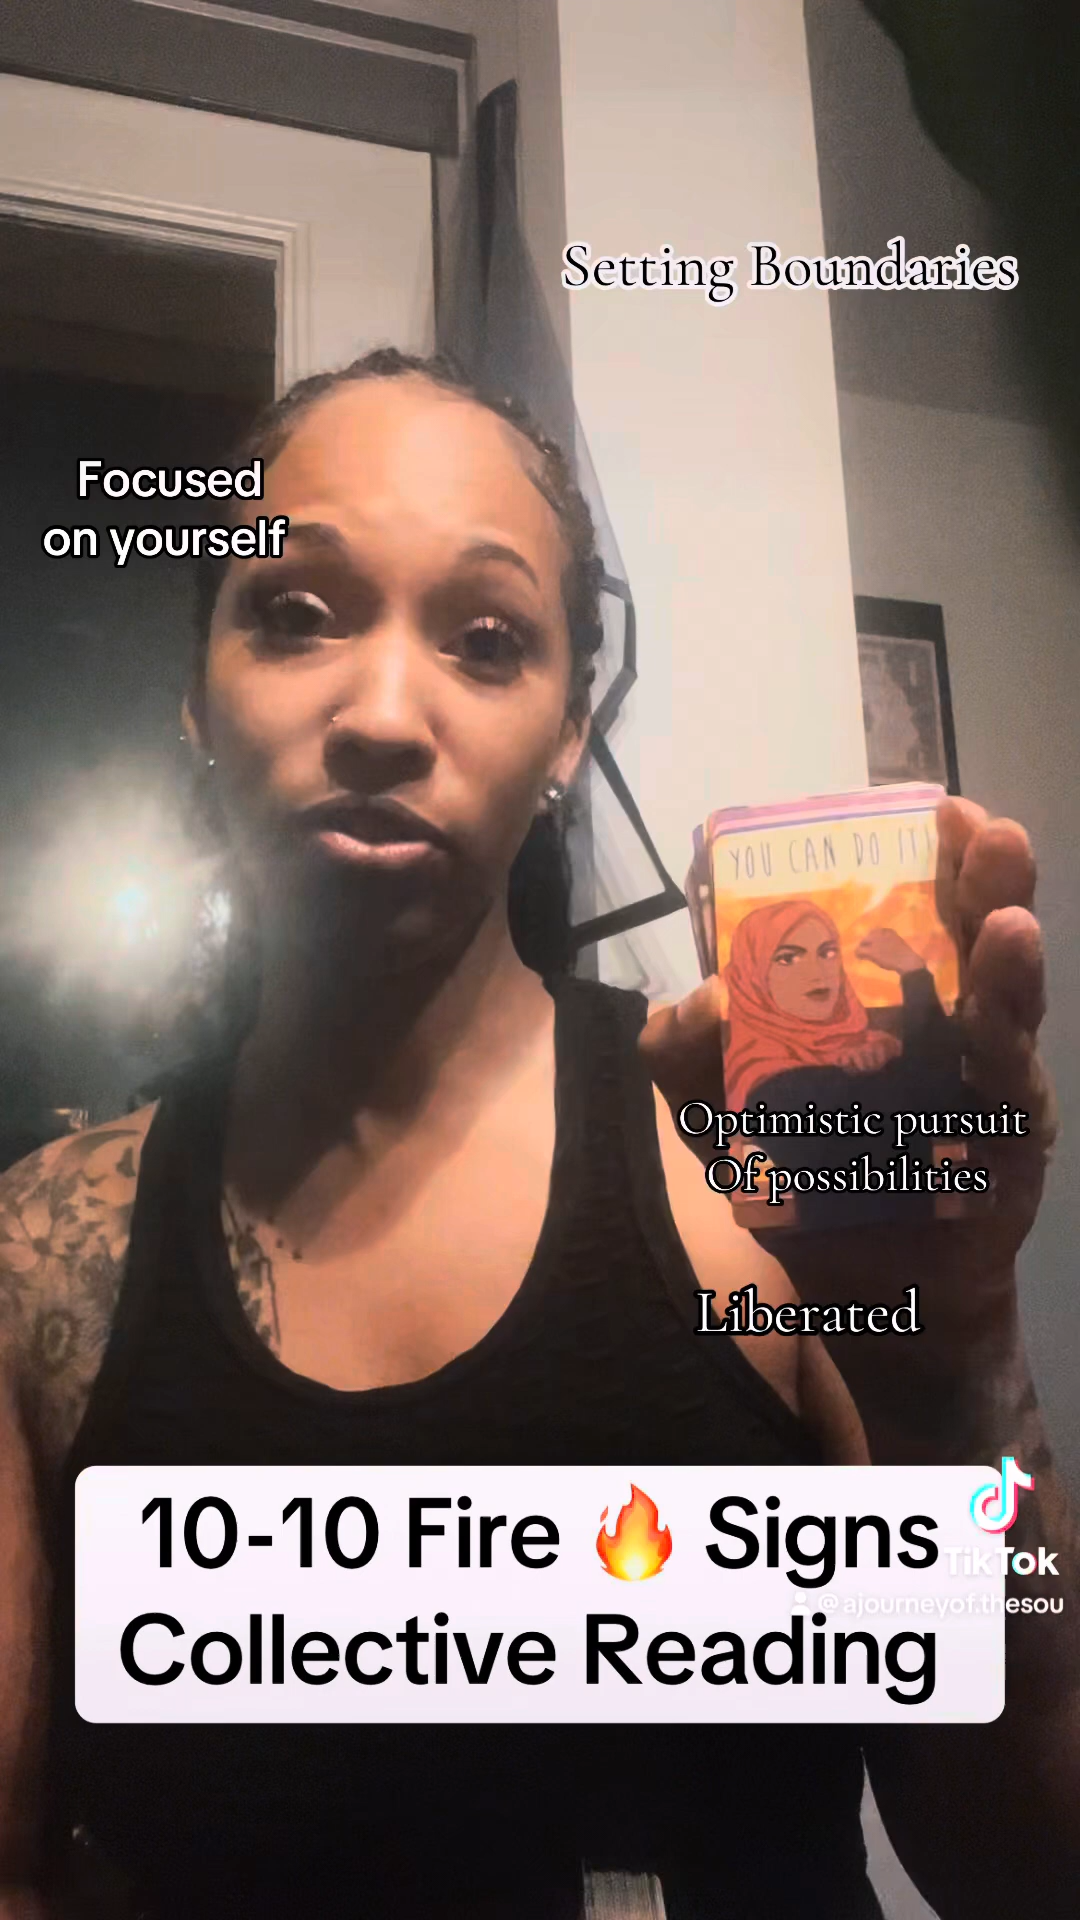 Setting Boundaries
Focused
on yourself
YOU CAN DO IT!
Optimistic pursuit
Of possibilities
Liberated
10-10 Fire 🔥 Signs
Collective Reading
TikTok
@ajourneyof.thesou